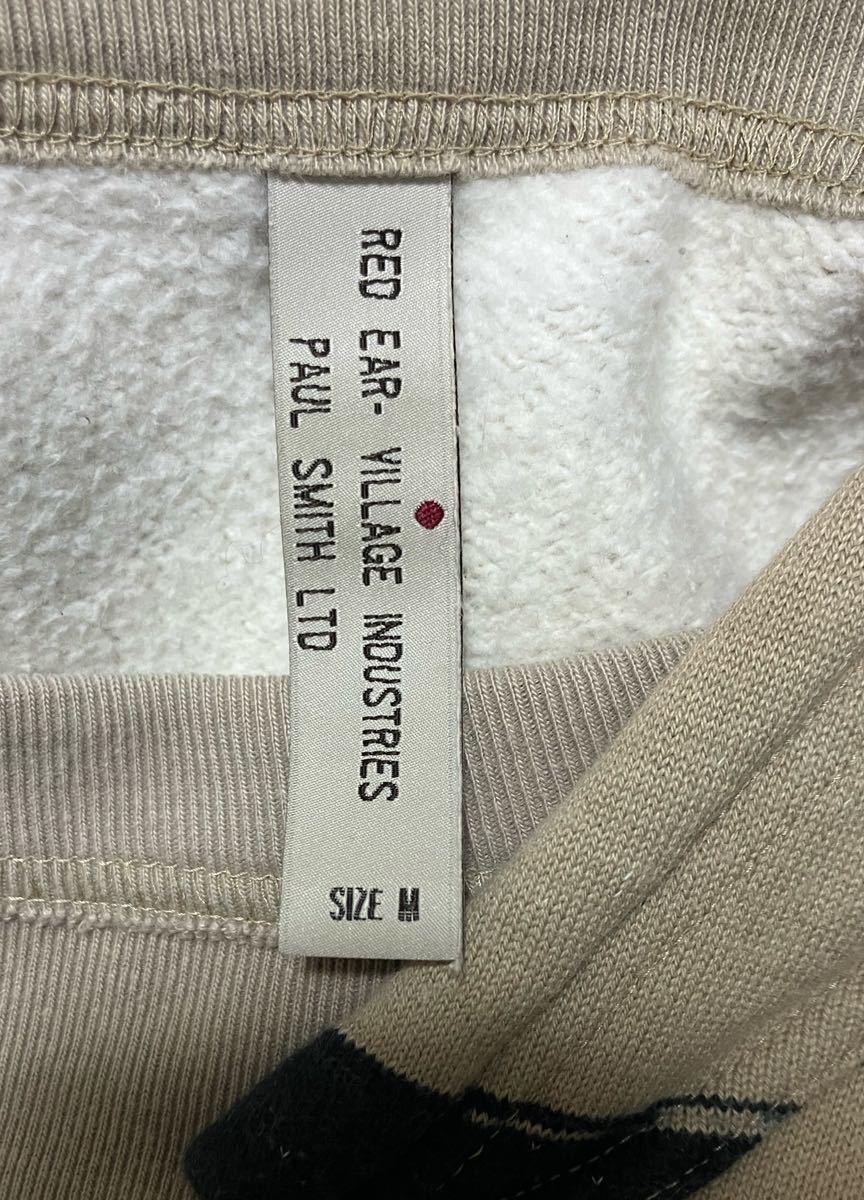 RED EAR- VILLAGE INDUSTRIES
PAUL SMITH LTD
SIZE M